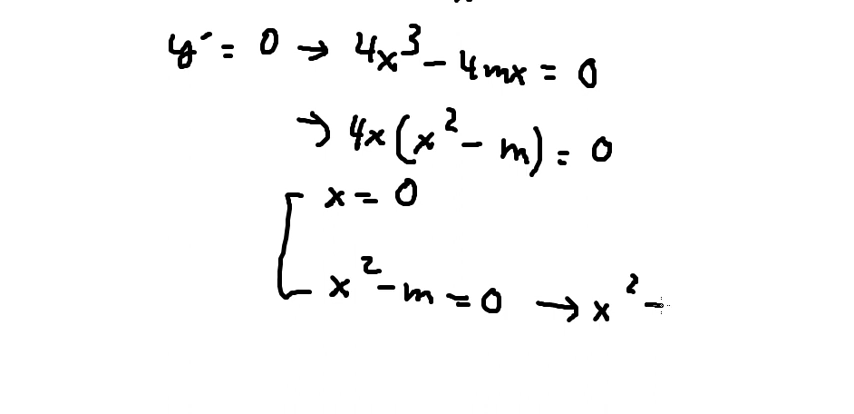 y' = 0 → 4x³ - 4mx = 0
→ 4x(x² - m) = 0
x = 0
x² - m = 0 → x² -